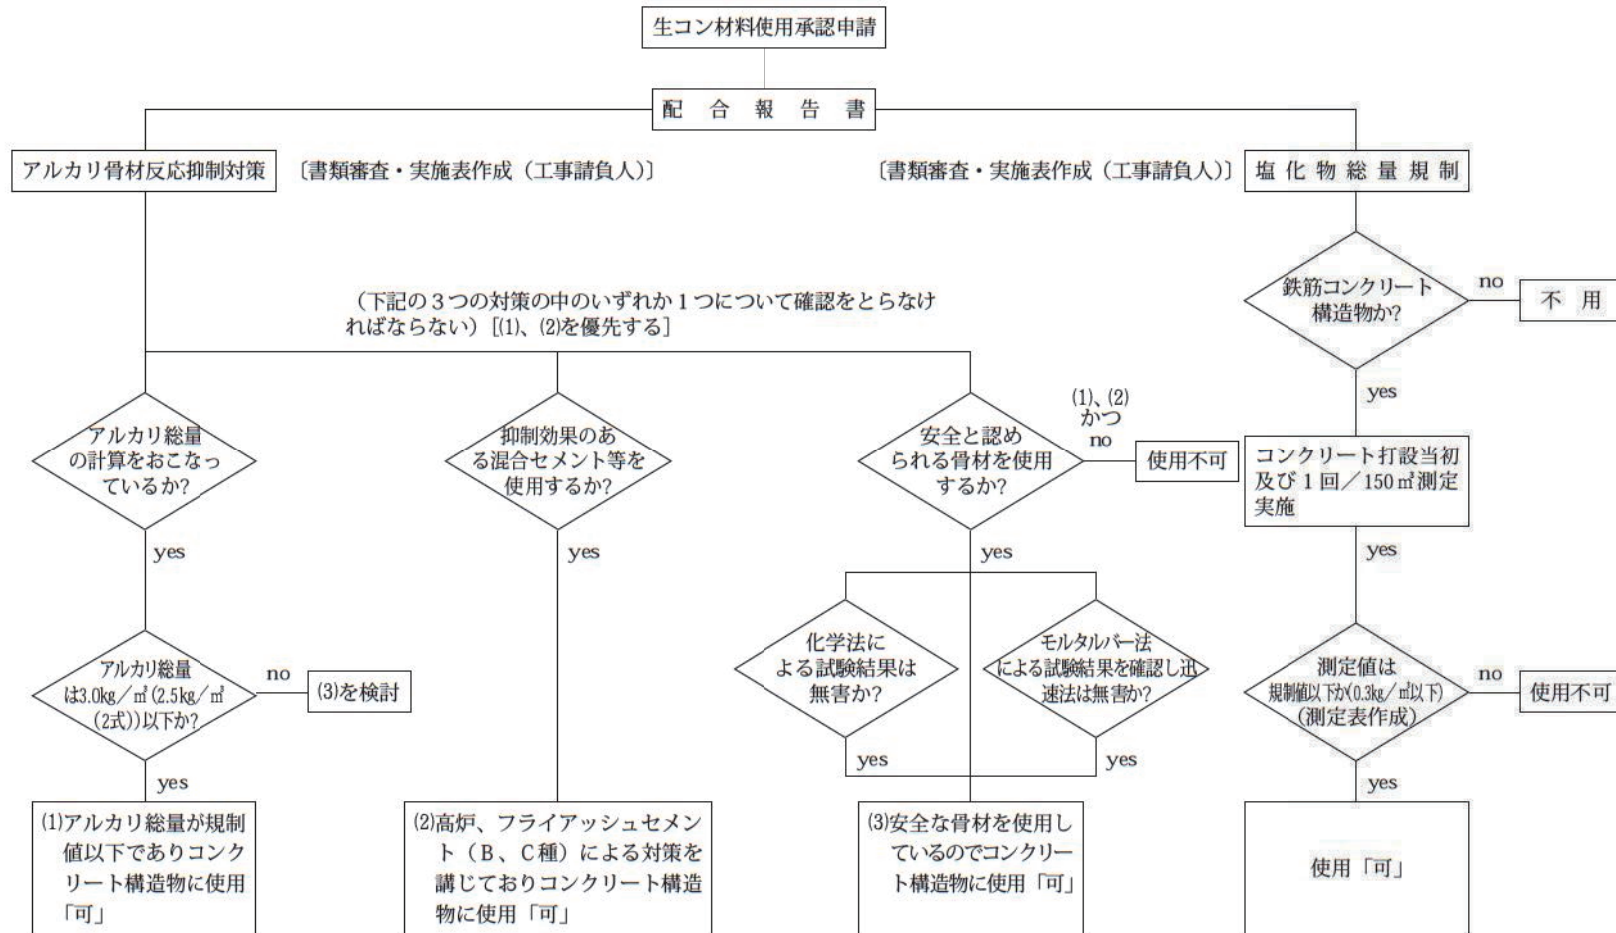 生コン材料使用承認申請
配合報告書
アルカリ骨材反応抑制対策
〔書類審査・実施表作成（工事請負人）〕
〔書類審査・実施表作成（工事請負人）〕
塩化物総量規制
（下記の３つの対策の中のいずれか１つについて確認をとらなけ
ればならない）[⑴、⑵を優先する]
鉄筋コンクリート
構造物か?
no
不用
yes
アルカリ総量
の計算をおこなっ
ているか?
yes
抑制効果のあ
る混合セメント等を
使用するか?
yes
安全と認め
られる骨材を使用
するか?
⑴、⑵
かつ
no
使用不可
yes
コンクリート打設当初
及び１回／150㎥測定
実施
yes
アルカリ総量
は3.0kg／㎥(2.5kg／㎥
(2式))以下か?
no
⑶を検討
yes
化学法に
よる試験結果は
無害か?
yes
モルタルバー法
による試験結果を確認し迅
速法は無害か?
yes
測定値は
規制値以下か(0.3kg／㎥以下)
(測定表作成)
no
使用不可
yes
⑴アルカリ総量が規制
値以下でありコンク
リート構造物に使用
「可」
⑵高炉、フライアッシュセメン
ト（Ｂ、Ｃ種）による対策を
講じておりコンクリート構造
物に使用「可」
⑶安全な骨材を使用し
ているのでコンクリー
ト構造物に使用「可」
使用「可」